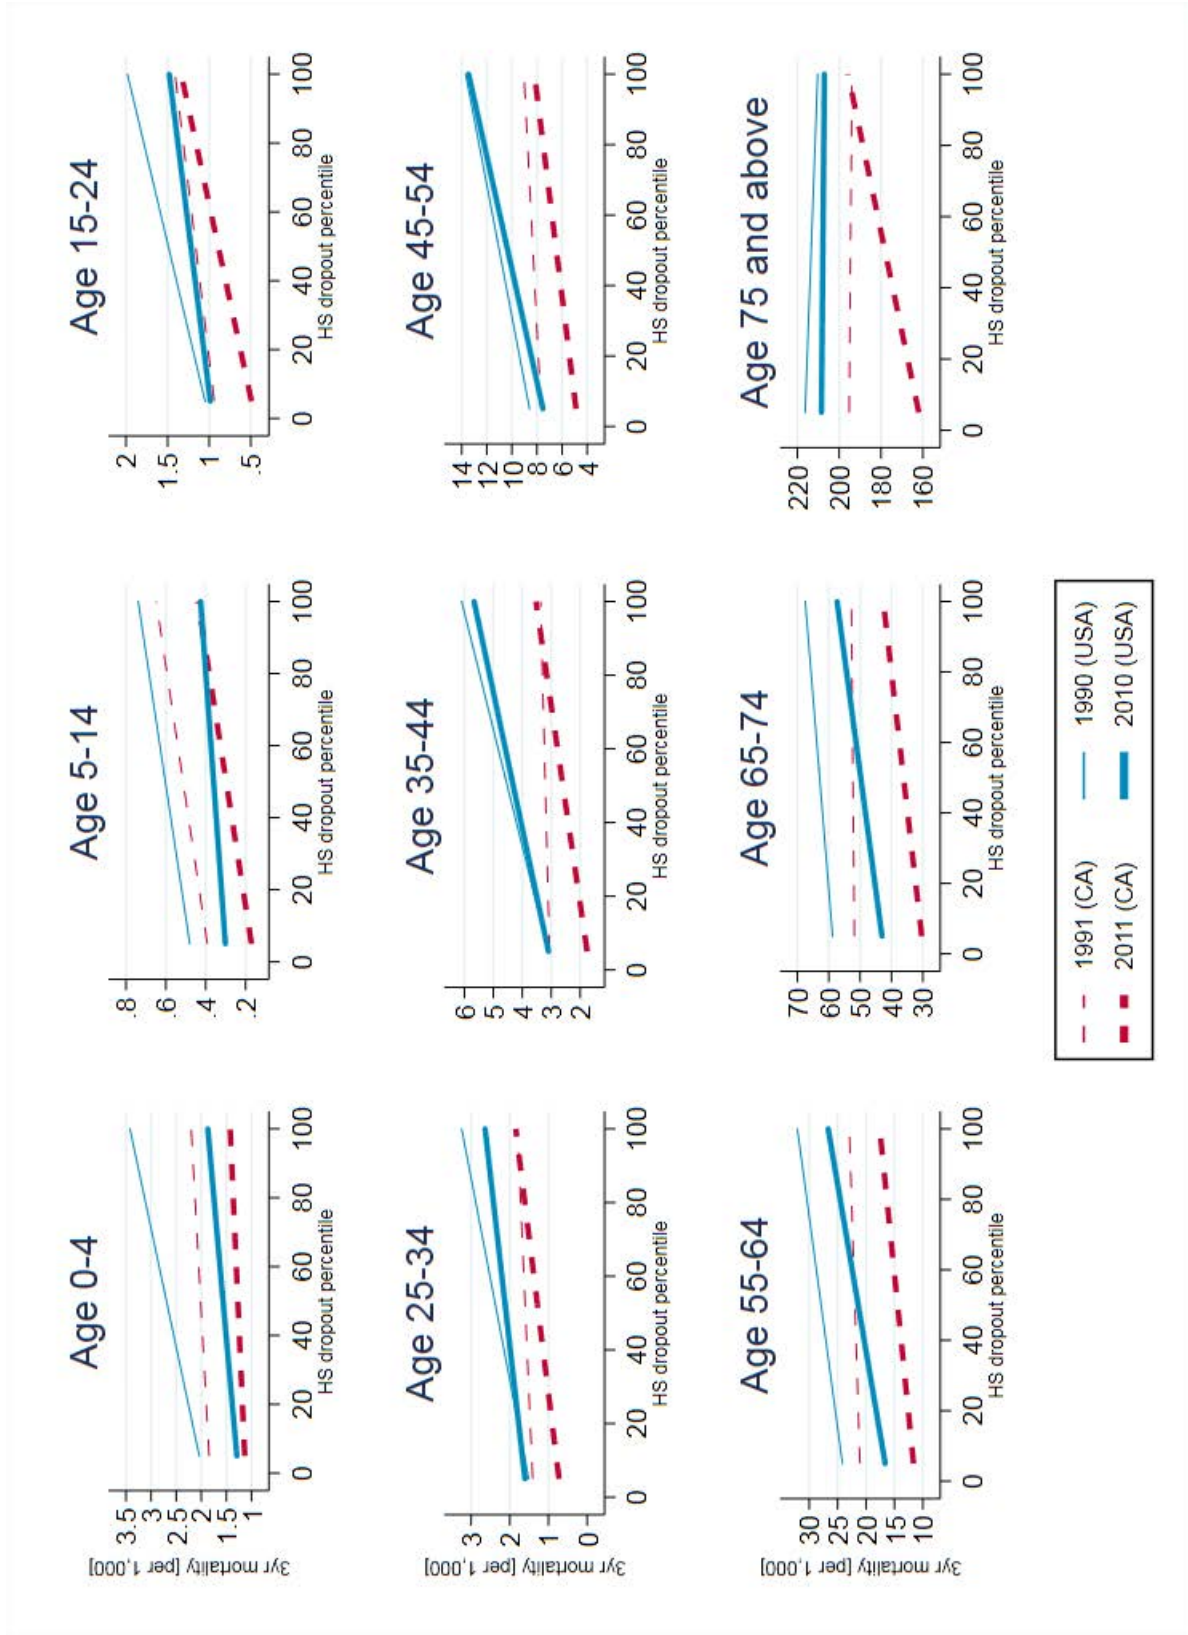 Age 0-4
3yr mortality [per 1,000]
3.5
3
2.5
2
1.5
1
0 20 40 60 80 100
HS dropout percentile
Age 5-14
.8
.6
.4
.2
0 20 40 60 80 100
HS dropout percentile
Age 15-24
2
1.5
1
.5
0 20 40 60 80 100
HS dropout percentile
Age 25-34
3yr mortality [per 1,000]
3
2
1
0
0 20 40 60 80 100
HS dropout percentile
Age 35-44
6
5
4
3
2
0 20 40 60 80 100
HS dropout percentile
Age 45-54
14
12
10
8
6
4
0 20 40 60 80 100
HS dropout percentile
Age 55-64
3yr mortality [per 1,000]
30
25
20
15
10
0 20 40 60 80 100
HS dropout percentile
Age 65-74
70
60
50
40
30
0 20 40 60 80 100
HS dropout percentile
Age 75 and above
220
200
180
160
0 20 40 60 80 100
HS dropout percentile
1991 (CA) 1990 (USA)
2011 (CA) 2010 (USA)